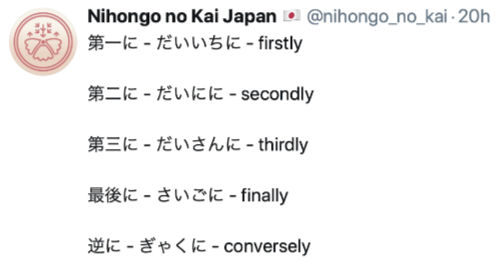 Nihongo no Kai Japan 🇯🇵 @nihongo_no_kai · 20h
第一に - だいいちに - firstly
第二に - だいにに - secondly
第三に - だいさんに - thirdly
最後に - さいごに - finally
逆に - ぎゃくに - conversely